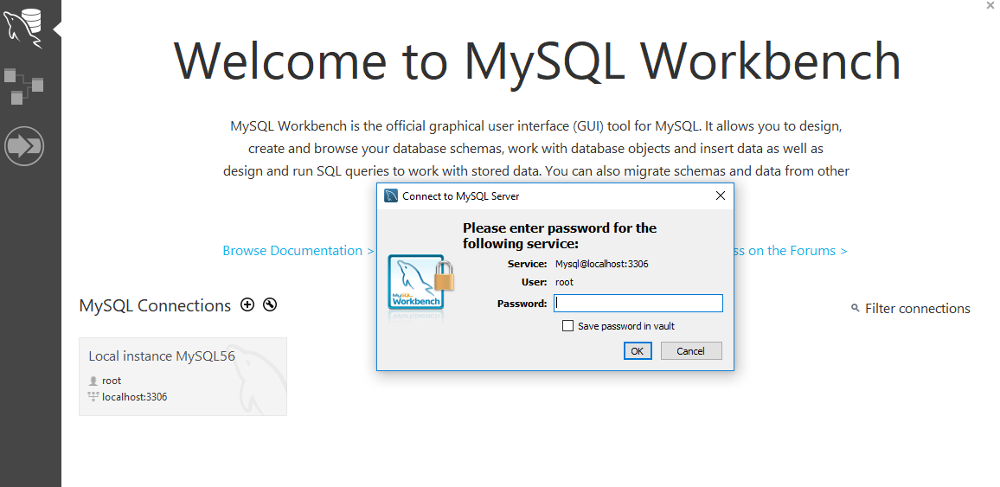 Welcome to MySQL Workbench
MySQL Workbench is the official graphical user interface (GUI) tool for MySQL. It allows you to design,
create and browse your database schemas, work with database objects and insert data as well as
design and run SQL queries to work with stored data. You can also migrate schemas and data from other
Connect to MySQL Server
Please enter password for the
following service:
Service: Mysql@localhost:3306
User: root
Password:
Save password in vault
OK Cancel
MySQL
Workbench
Browse Documentation >
on the Forums >
MySQL Connections
Filter connections
Local instance MySQL56
root
localhost:3306